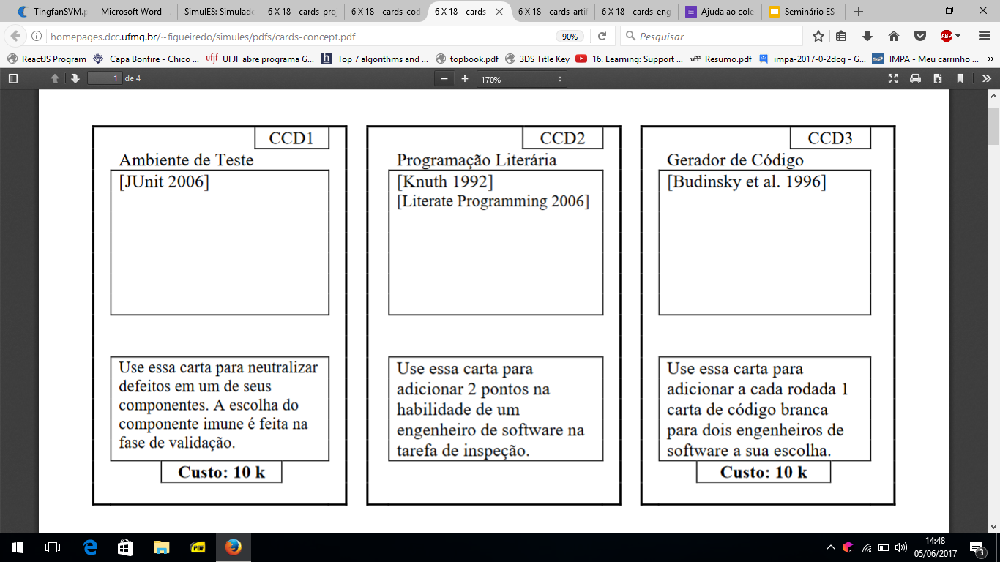 TingfanSVM.p
Microsoft Word -
SimulES: Simulado
6 X 18 - cards-proj
6 X 18 - cards-cod
6 X 18 - cards-
6 X 18 - cards-artif
6 X 18 - cards-eng
Ajuda ao cole
Seminário ES -
homepages.dcc.ufmg.br/~figueiredo/simules/pdfs/cards-concept.pdf
90%
Pesquisar
ABP
ReactJS Program
Capa Bonfire - Chico ...
ufjf UFJF abre programa G...
h Top 7 algorithms and ...
topbook.pdf
3DS Title Key
16. Learning: Support ...
Resumo.pdf
impa-2017-0-2dcg - G...
IMPA - Meu carrinho ...
1 de 4
170%
CCD1
Ambiente de Teste
[JUnit 2006]
Use essa carta para neutralizar
defeitos em um de seus
componentes. A escolha do
componente imune é feita na
fase de validação.
Custo: 10 k
CCD2
Programação Literária
[Knuth 1992]
[Literate Programming 2006]
Use essa carta para
adicionar 2 pontos na
habilidade de um
engenheiro de software na
tarefa de inspeção.
CCD3
Gerador de Código
[Budinsky et al. 1996]
Use essa carta para
adicionar a cada rodada 1
carta de código branca
para dois engenheiros de
software a sua escolha.
Custo: 10 k
PDF
14:48
05/06/2017
3